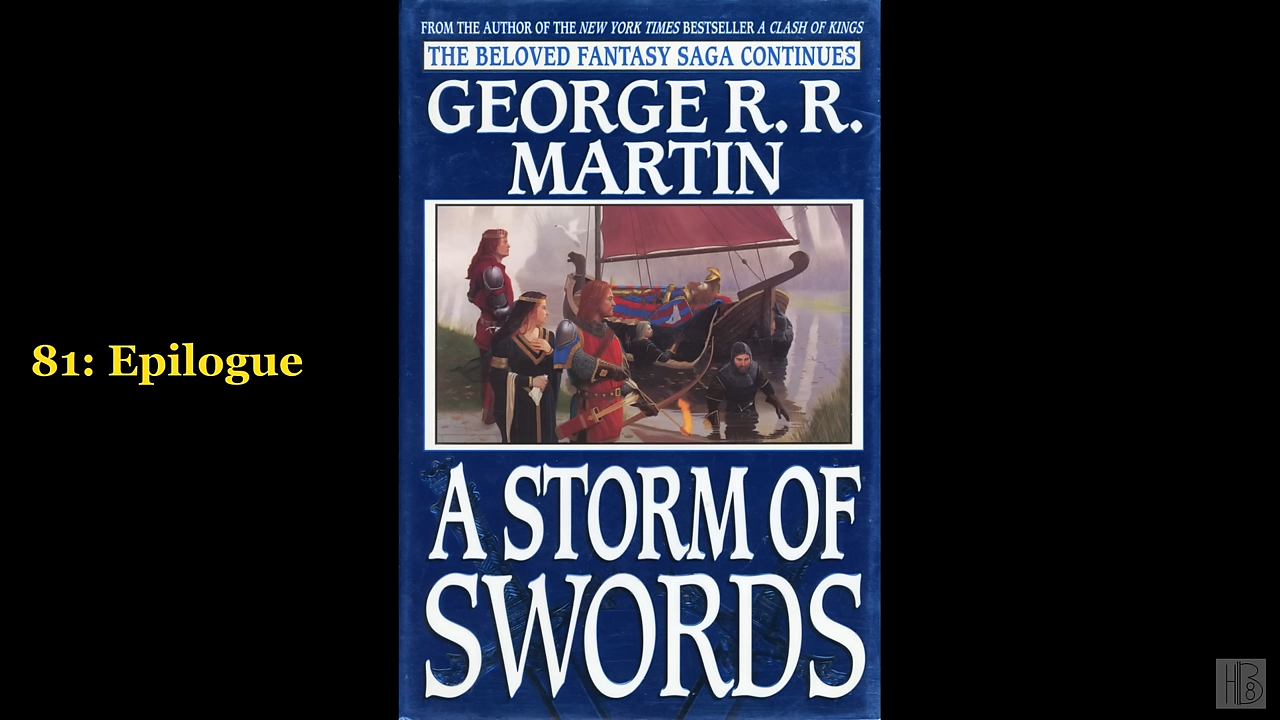 FROM THE AUTHOR OF THE NEW YORK TIMES BESTSELLER A CLASH OF KINGS
THE BELOVED FANTASY SAGA CONTINUES
GEORGE R. R.
MARTIN
81: Epilogue
A STORM OF
SWORDS